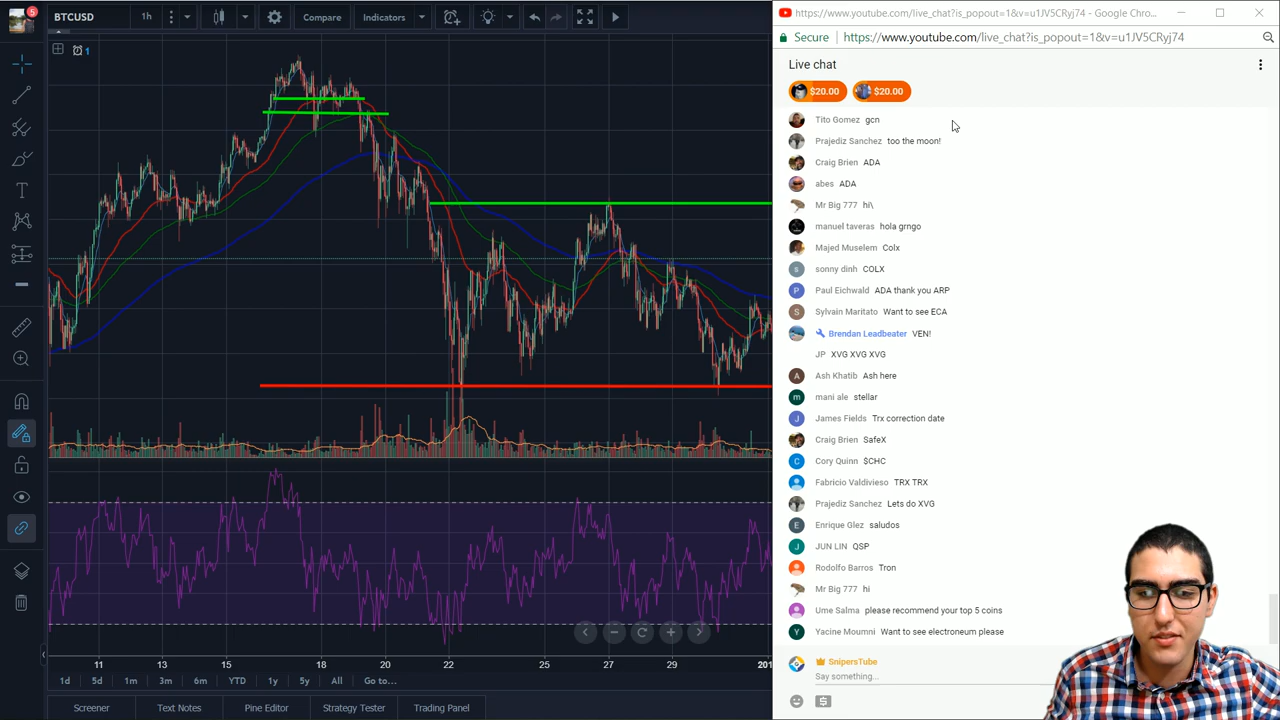 5
BTCUSD
1h
Compare
Indicators
1
https://www.youtube.com/live_chat?is_popout=1&v=u1JV5CRyj74 - Google Chro...
Secure
https://www.youtube.com/live_chat?is_popout=1&v=u1JV5CRyj74
Live chat
$20.00
$20.00
Tito Gomez gcn
Prajediz Sanchez too the moon!
Craig Brien ADA
abes ADA
Mr Big 777 hi\
manuel taveras hola grngo
Majed Muselem Colx
s sonny dinh COLX
P Paul Eichwald ADA thank you ARP
S Sylvain Maritato Want to see ECA
Brendan Leadbeater VEN!
JP XVG XVG XVG
A Ash Khatib Ash here
m mani ale stellar
J James Fields Trx correction date
Craig Brien SafeX
C Cory Quinn $CHC
Fabricio Valdivieso TRX TRX
Prajediz Sanchez Lets do XVG
E Enrique Glez saludos
J JUN LIN QSP
Rodolfo Barros Tron
Mr Big 777 hi
Ume Salma please recommend your top 5 coins
Y Yacine Moumni Want to see electroneum please
SnipersTube
Say something...
11 13 15 18 20 22 25 27 29 201
1d 1m 6m YTD 1y 5y All Go to...
Screener Text Notes Pine Editor Strategy Tester Trading Panel